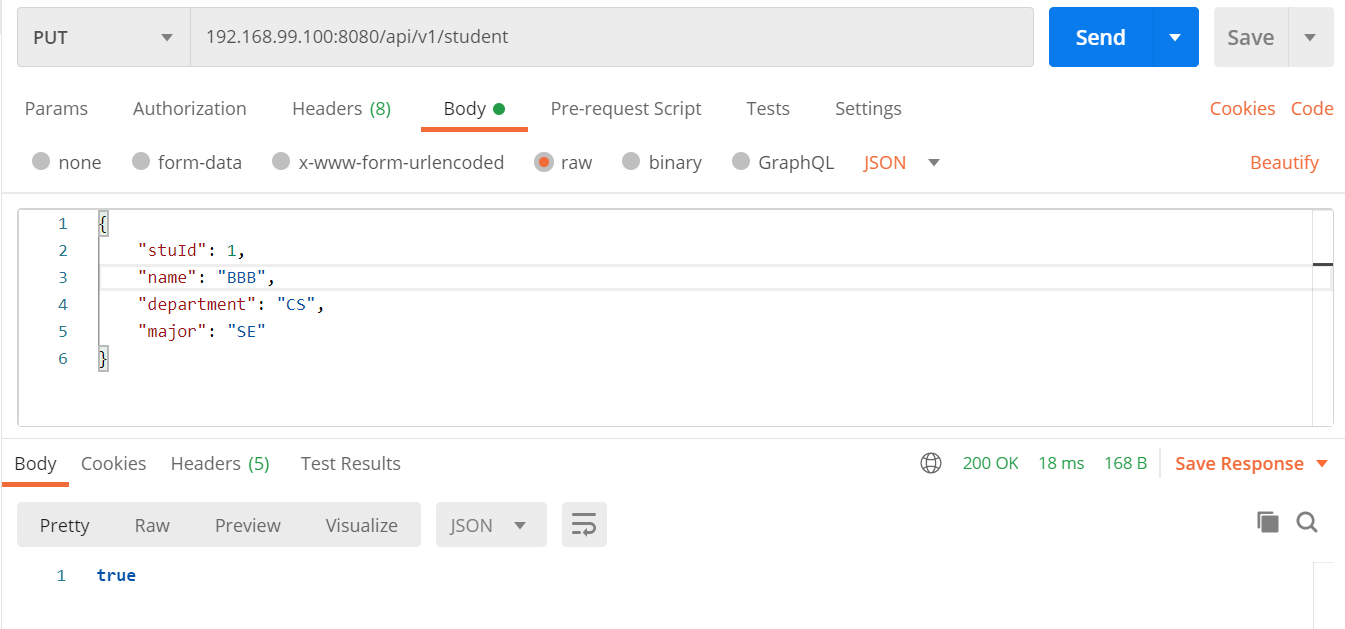 PUT 192.168.99.100:8080/api/v1/student Send Save
Params Authorization Headers (8) Body Pre-request Script Tests Settings Cookies Code
none form-data x-www-form-urlencoded raw binary GraphQL JSON Beautify
1 {
2 "stuId": 1,
3 "name": "BBB",
4 "department": "CS",
5 "major": "SE"
6 }
Body Cookies Headers (5) Test Results 200 OK 18 ms 168 B Save Response
Pretty Raw Preview Visualize JSON
1 true